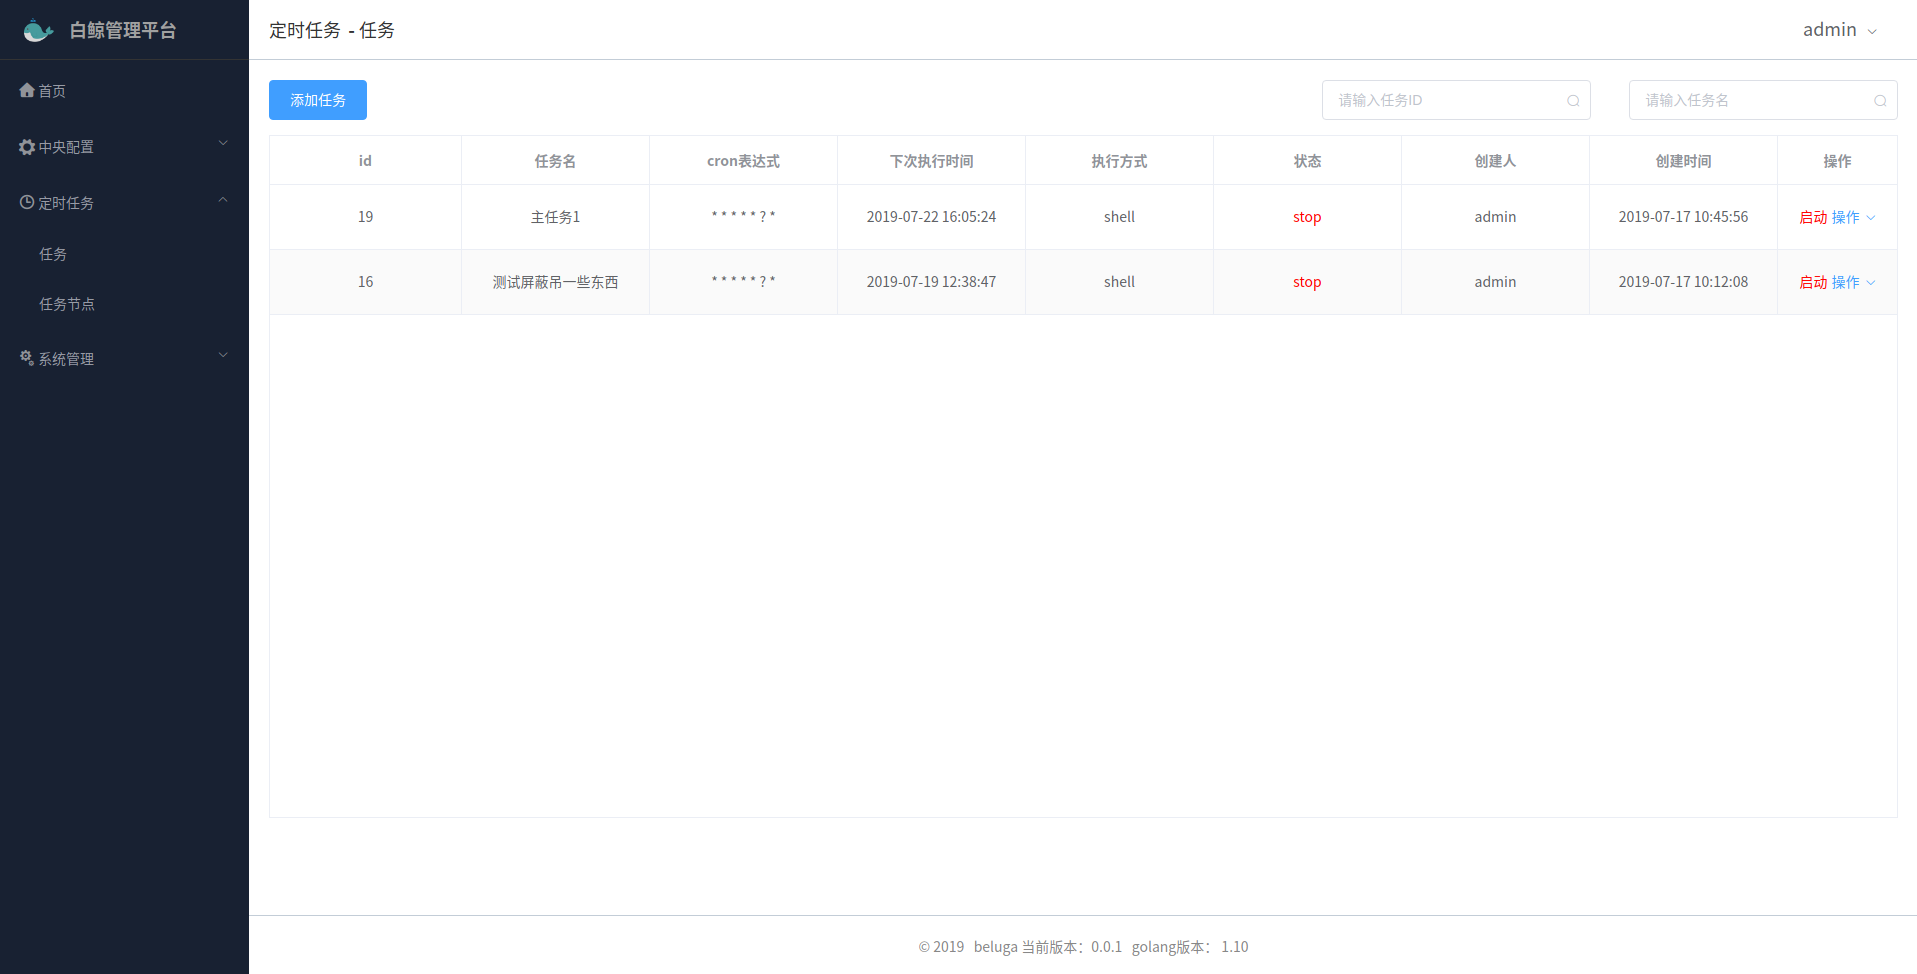 白鲸管理平台
首页
中央配置
定时任务
任务
任务节点
系统管理
定时任务 - 任务
admin
添加任务
请输入任务ID
请输入任务名
id 任务名 cron表达式 下次执行时间 执行方式 状态 创建人 创建时间 操作
19 主任务1 * * * * * ? * 2019-07-22 16:05:24 shell stop admin 2019-07-17 10:45:56 启动 操作
16 测试屏蔽吊一些东西 * * * * * ? * 2019-07-19 12:38:47 shell stop admin 2019-07-17 10:12:08 启动 操作
© 2019 beluga 当前版本：0.0.1 golang版本： 1.10